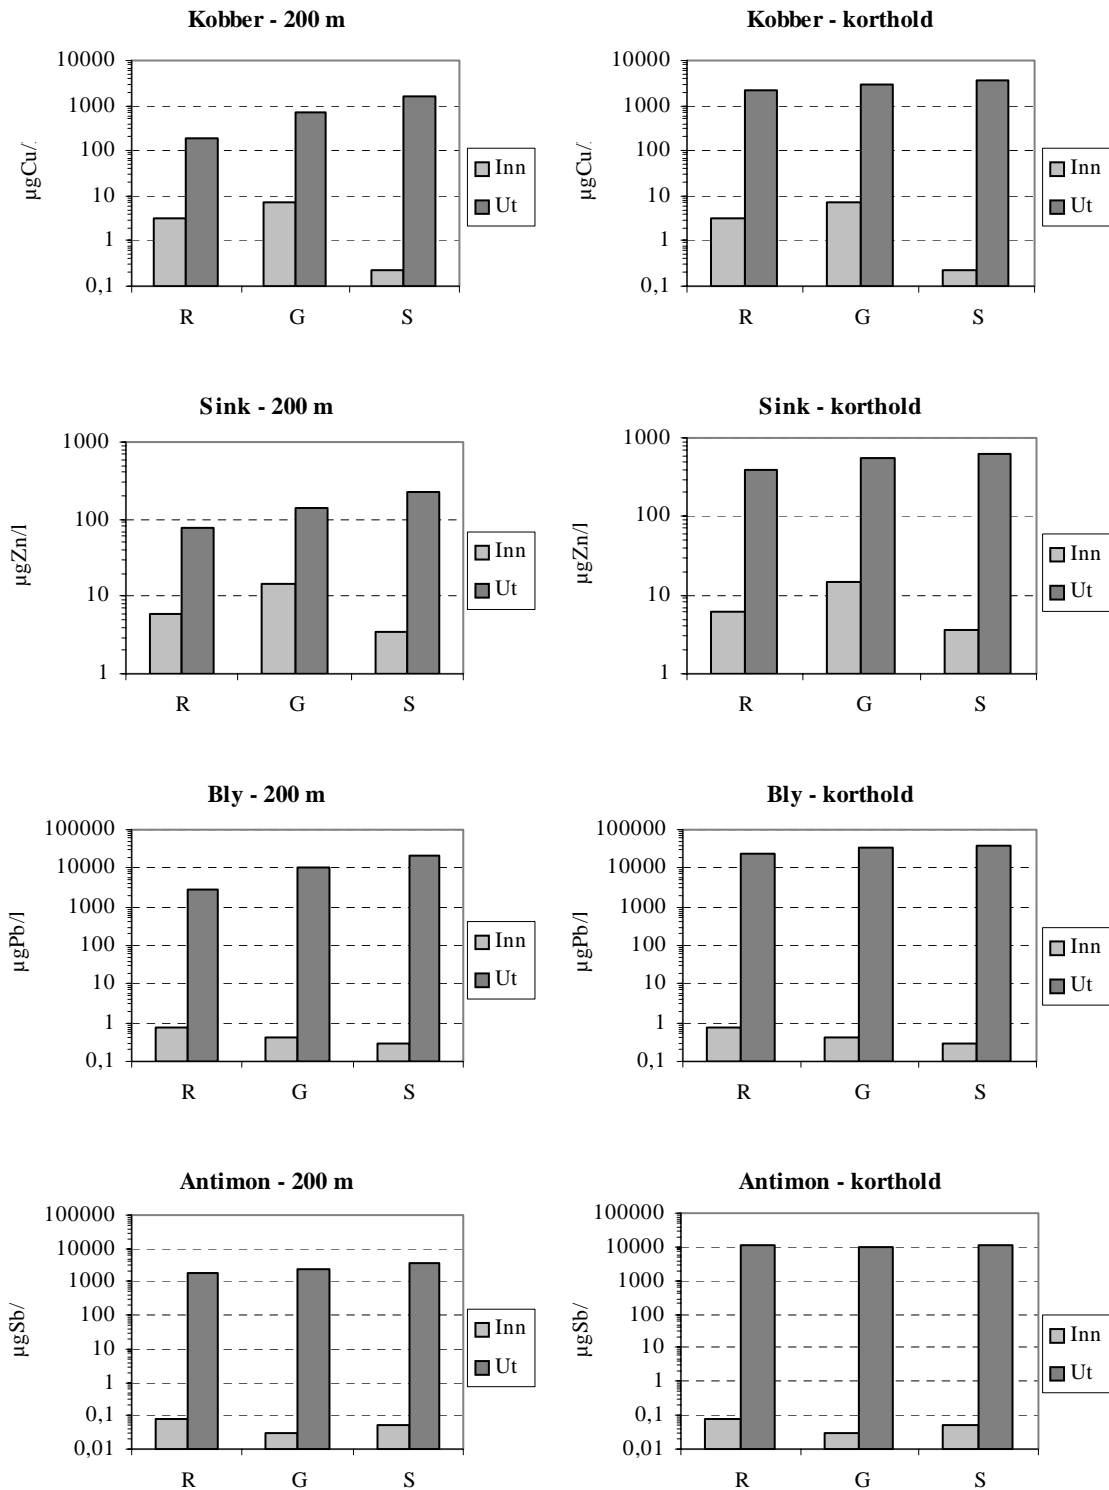 Kobber - 200 m
10000
1000
100
10
1
0,1
µgCu/
R G S
Inn
Ut
Kobber - korthold
10000
1000
100
10
1
0,1
µgCu/
R G S
Inn
Ut
Sink - 200 m
1000
100
10
1
µgZn/l
R G S
Inn
Ut
Sink - korthold
1000
100
10
1
µgZn/l
R G S
Inn
Ut
Bly - 200 m
100000
10000
1000
100
10
1
0,1
µgPb/l
R G S
Inn
Ut
Bly - korthold
100000
10000
1000
100
10
1
0,1
µgPb/l
R G S
Inn
Ut
Antimon - 200 m
100000
10000
1000
100
10
1
0,1
0,01
µgSb/
R G S
Inn
Ut
Antimon - korthold
100000
10000
1000
100
10
1
0,1
0,01
µgSb/
R G S
Inn
Ut